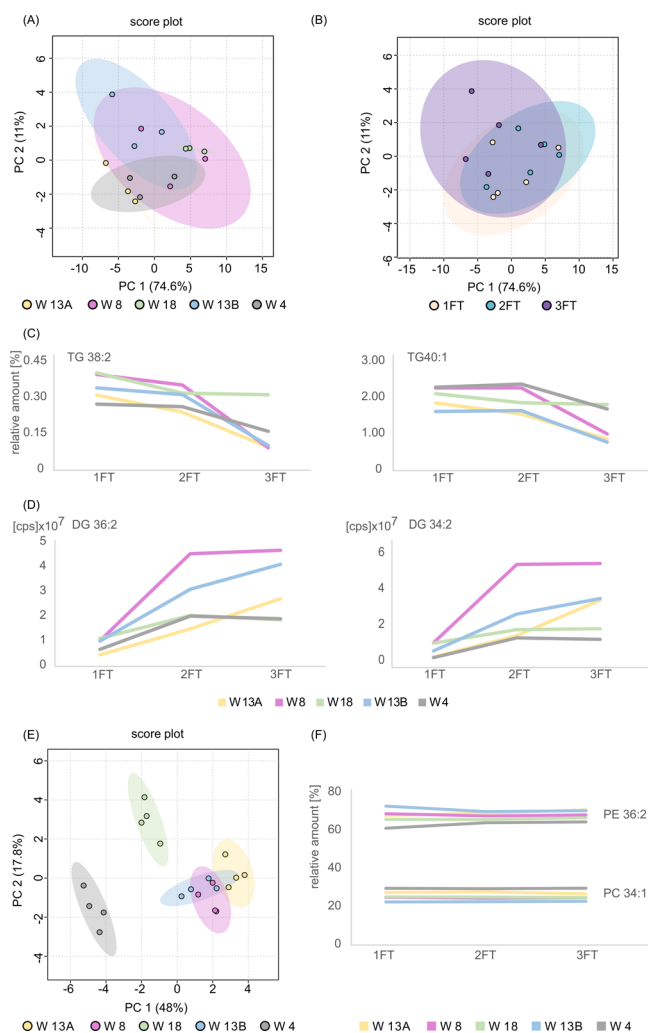 (A)
score plot
PC 2 (11%)
6
4
2
0
-2
-4
-10
-5
0
5
10
15
PC 1 (74.6%)
W 13A W 8 W 18 W 13B W 4
(B)
score plot
PC 2 (11%)
6
4
2
0
-2
-4
-15
-10
-5
0
5
10
15
PC 1 (74.6%)
1FT 2FT 3FT
(C)
TG 38:2
relative amount [%]
0.45
0.30
0.15
0
1FT 2FT 3FT
TG40:1
3.00
2.00
1.00
0
1FT 2FT 3FT
(D)
[cps]x10⁷ DG 36:2
5
4
3
2
1
0
1FT 2FT 3FT
[cps]x10⁷ DG 34:2
6
4
2
0
1FT 2FT 3FT
W 13A W8 W 18 W13B W4
(E)
score plot
PC 2 (17.8%)
6
4
2
0
-2
-4
-6
-4
-2
0
2
4
PC 1 (48%)
W 13A W 8 W 18 W 13B W 4
(F)
relative amount [%]
80
60
40
20
0
PE 36:2
PC 34:1
1FT 2FT 3FT
W 13A W 8 W 18 W 13B W 4